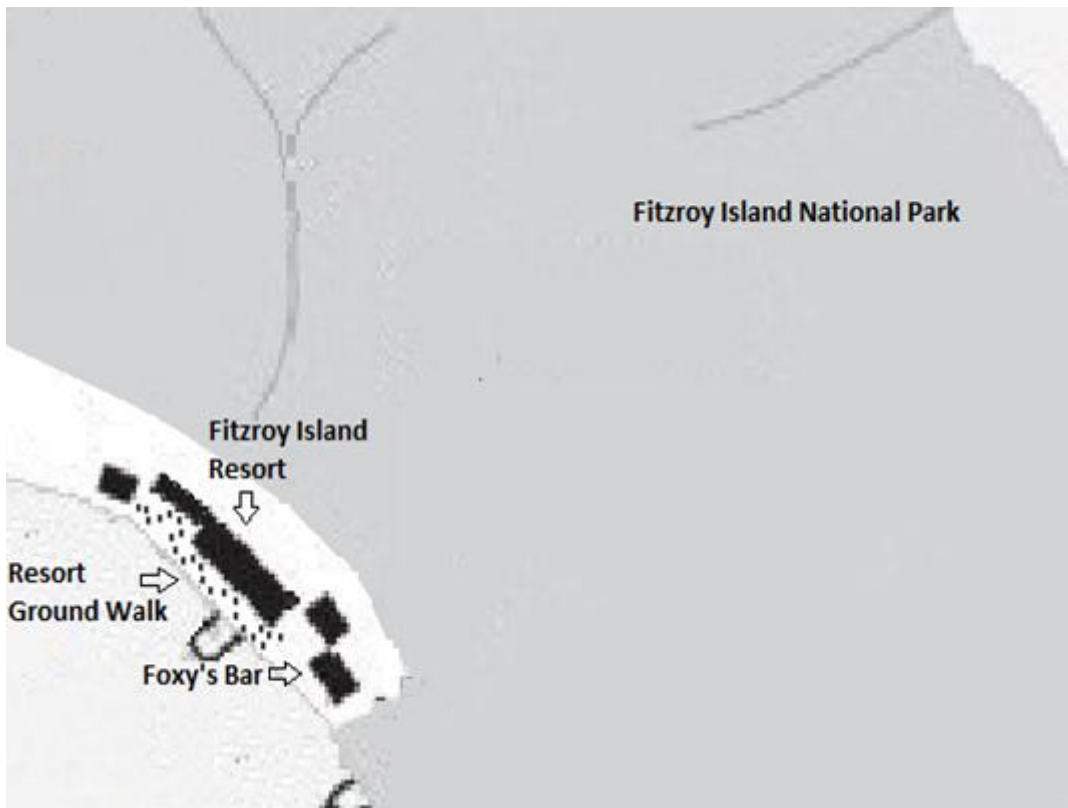 Fitzroy Island National Park
Fitzroy Island
Resort
Resort
Ground Walk
Foxy's Bar